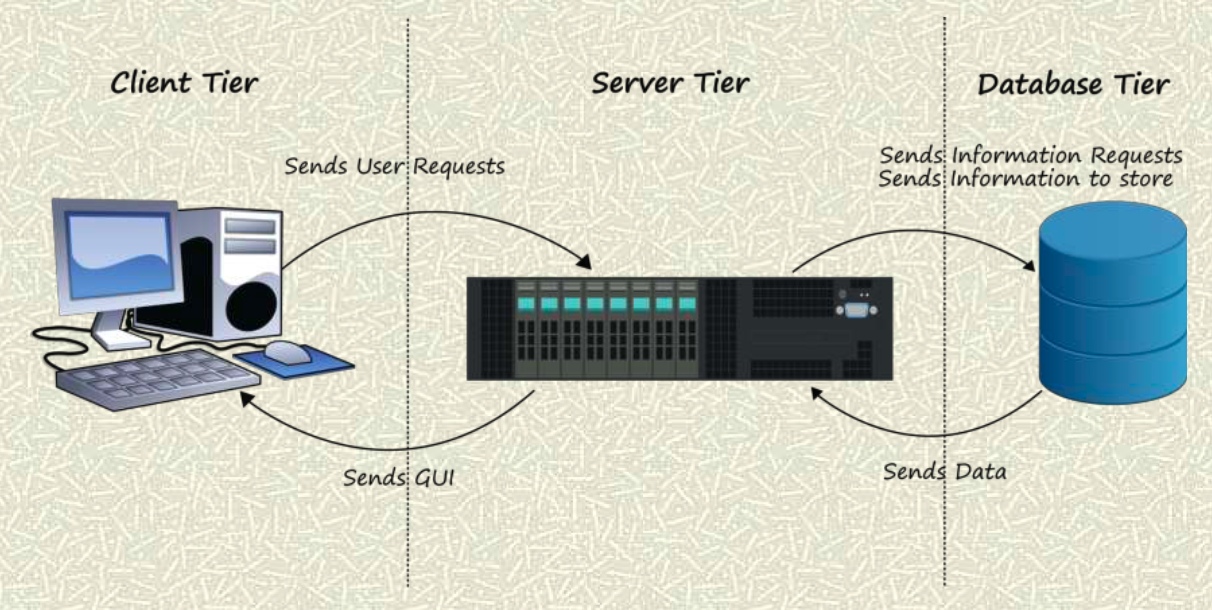 Client Tier
Server Tier
Database Tier
Sends User Requests
Sends Information Requests
Sends Information to store
Sends GUI
Sends Data